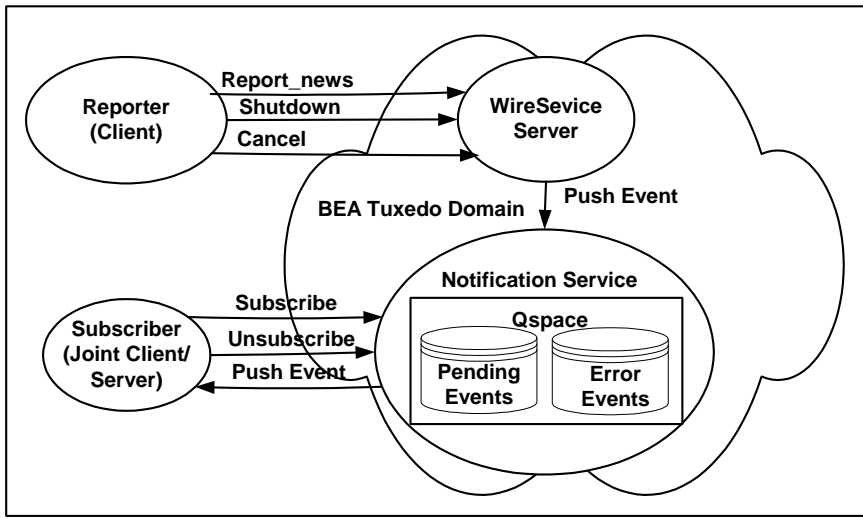 Report_news
Reporter
(Client)
Shutdown
Cancel
WireSevice
Server
BEA Tuxedo Domain
Push Event
Notification Service
Subscribe
Subscriber
(Joint Client/
Server)
Unsubscribe
Push Event
Qspace
Pending
Events
Error
Events